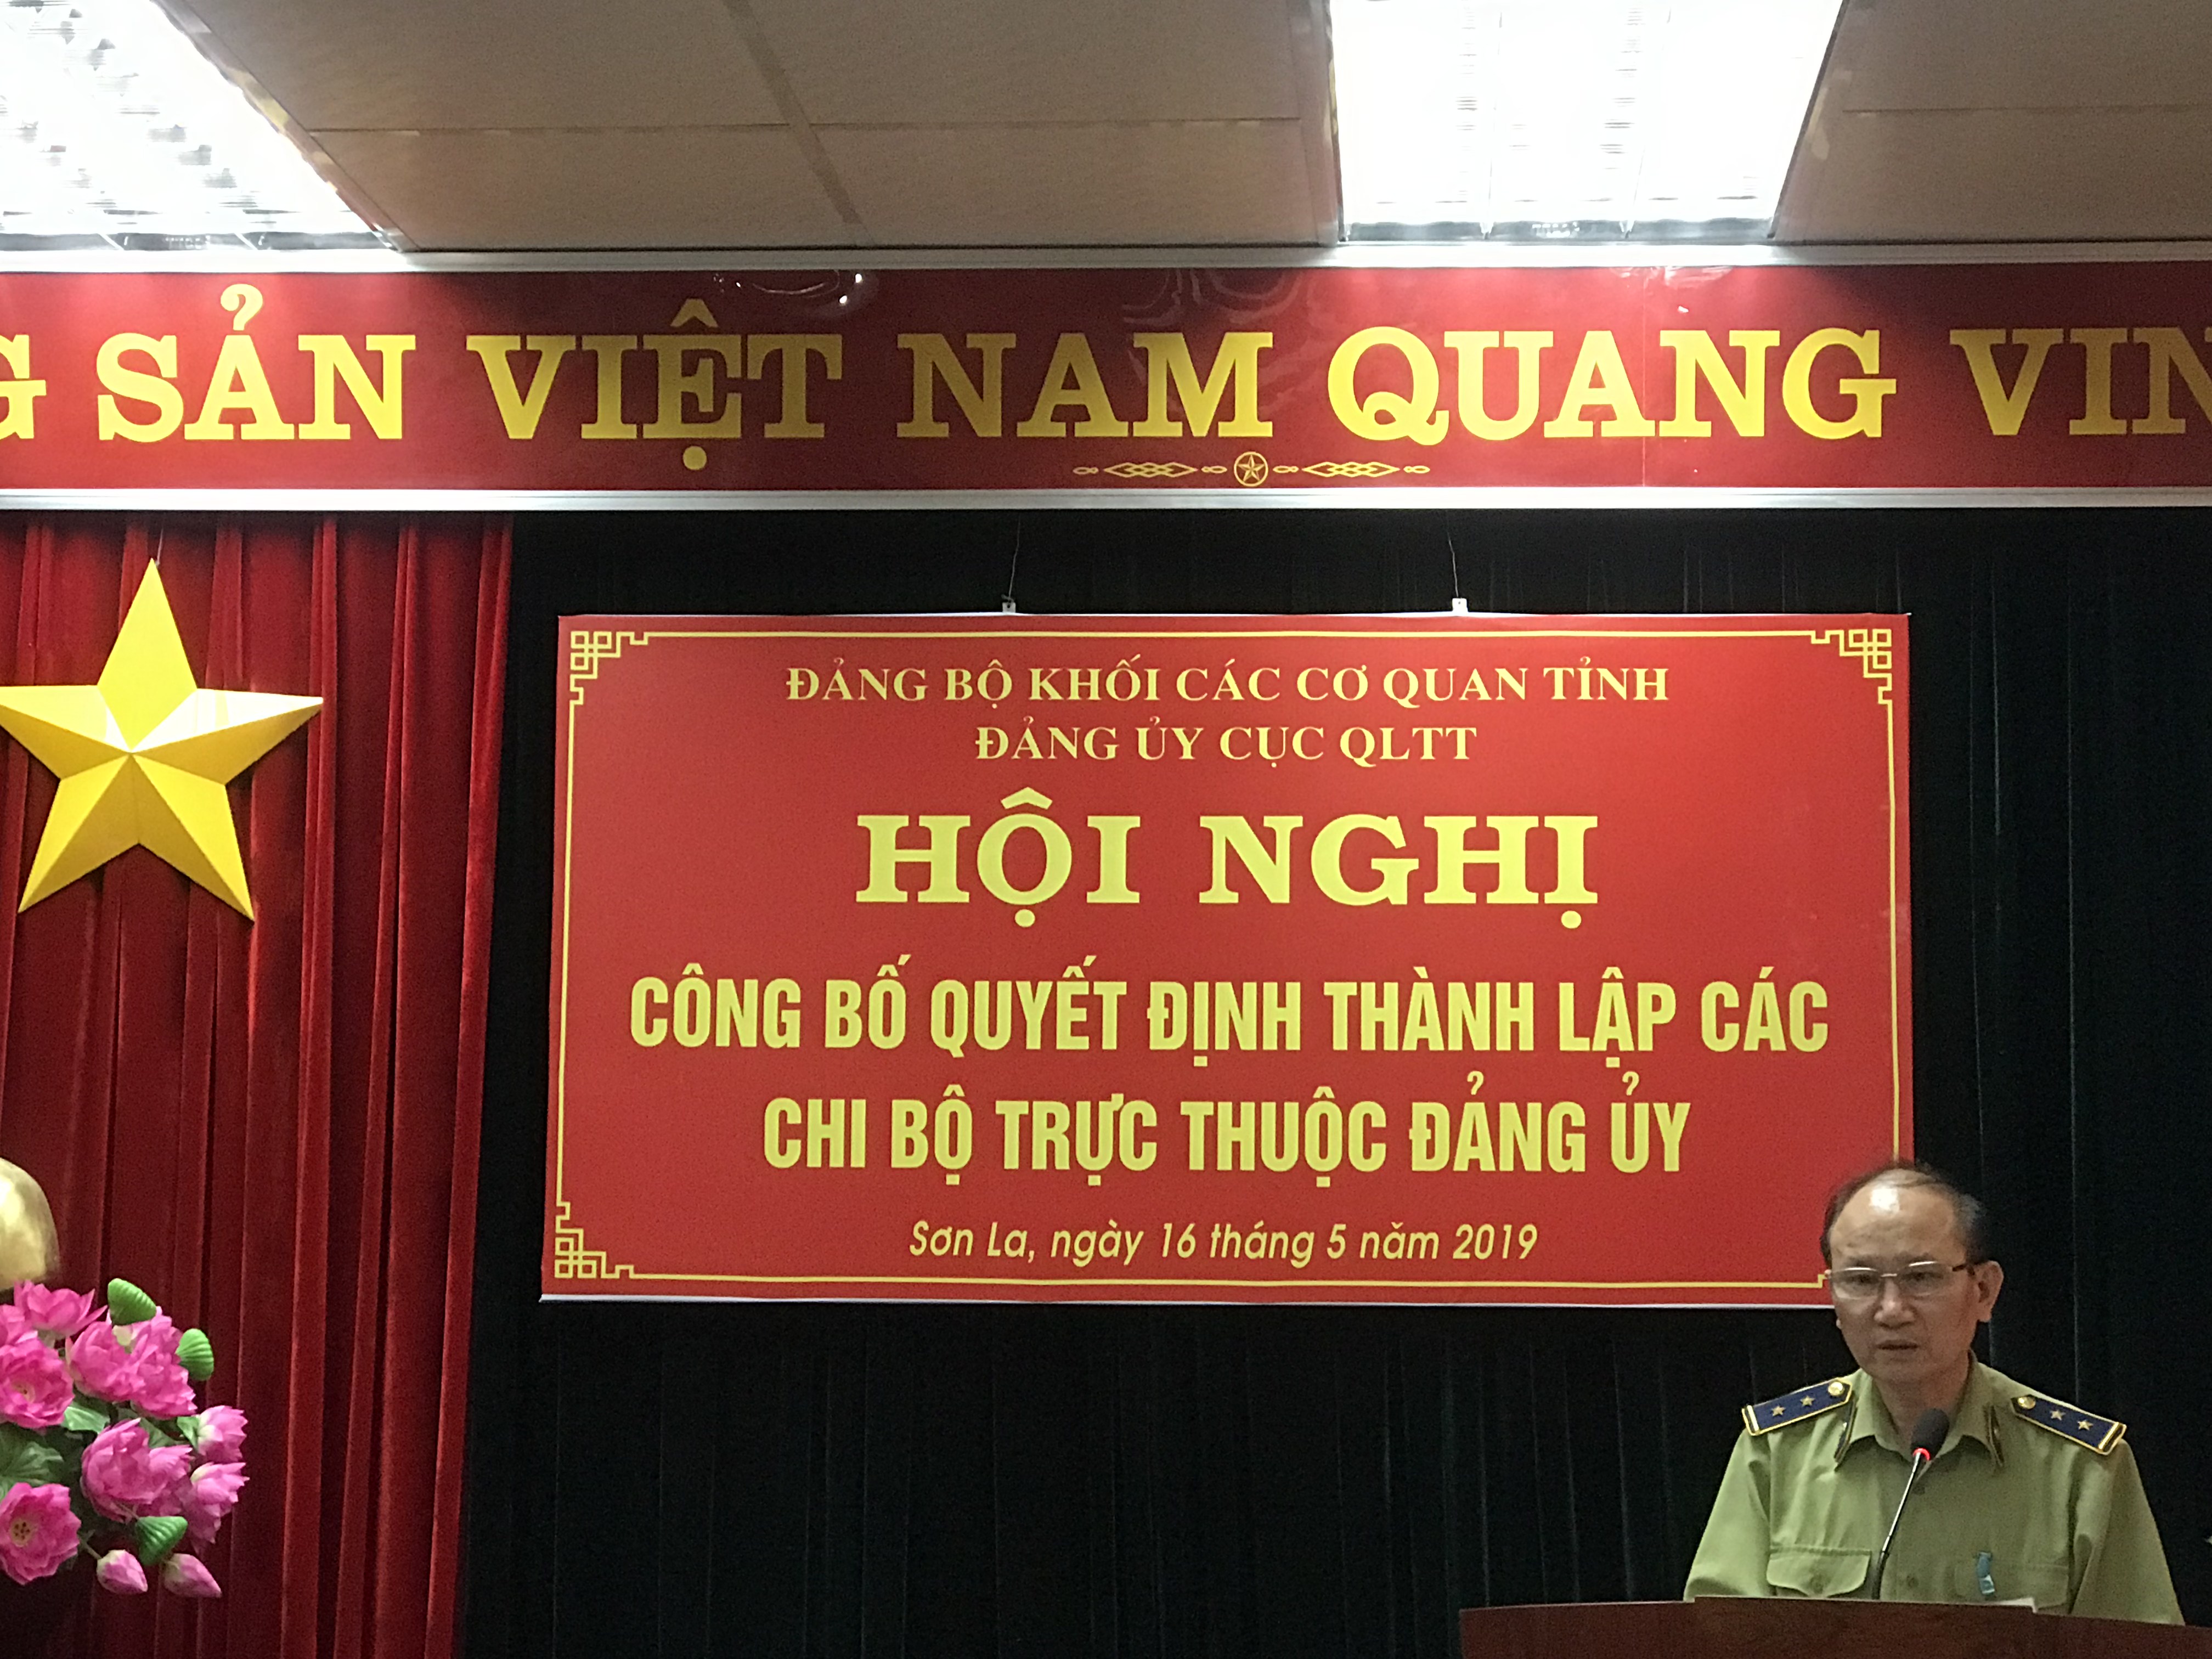 SẢN VIỆT NAM QUANG
ĐẢNG BỘ KHỐI CÁC CƠ QUAN TỈNH
ĐẢNG ỦY CỤC QLTT
HỘI NGHỊ
CÔNG BỐ QUYẾT ĐỊNH THÀNH LẬP CÁC
CHI BỘ TRỰC THUỘC ĐẢNG ỦY
Sơn La, ngày 16 tháng 5 năm 2019